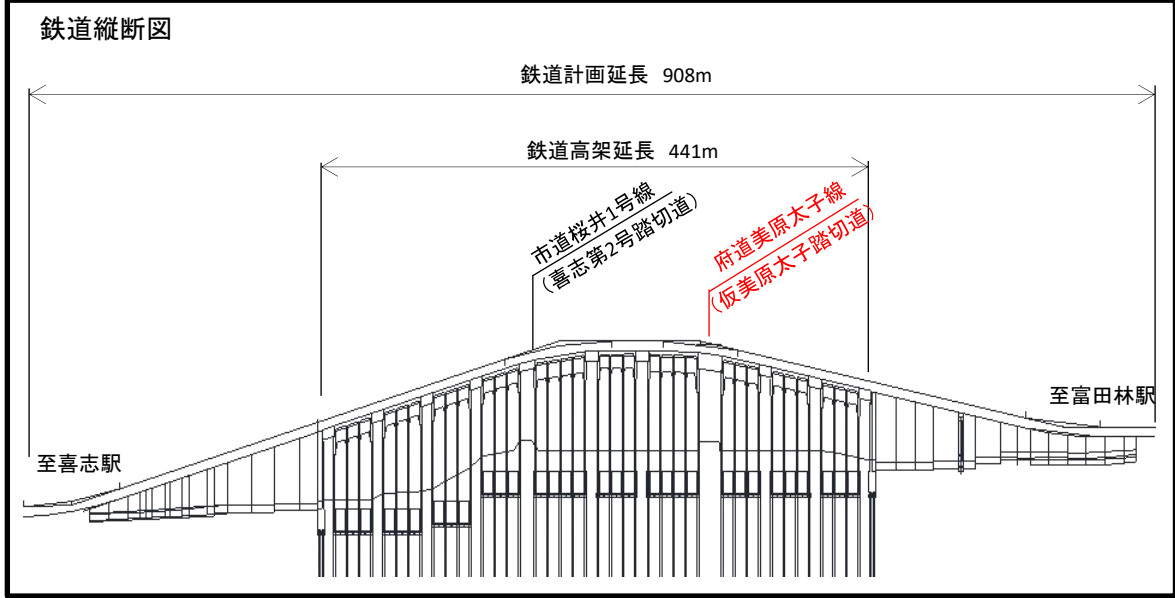 鉄道縦断図
鉄道計画延長 908m
鉄道高架延長 441m
市道桜井1号線
（喜志第2号踏切道）
府道美原太子線
（仮美原太子踏切道）
至富田林駅
至喜志駅